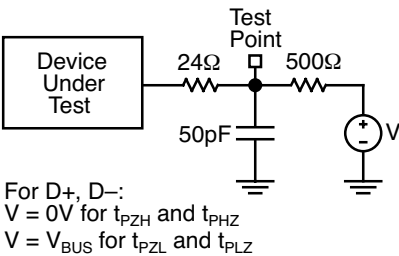 Test
Point
Device
Under
Test
24Ω
500Ω
50pF
+
–
V
For D+, D–:
V = 0V for tPZH and tPHZ
V = VBUS for tPZL and tPLZ